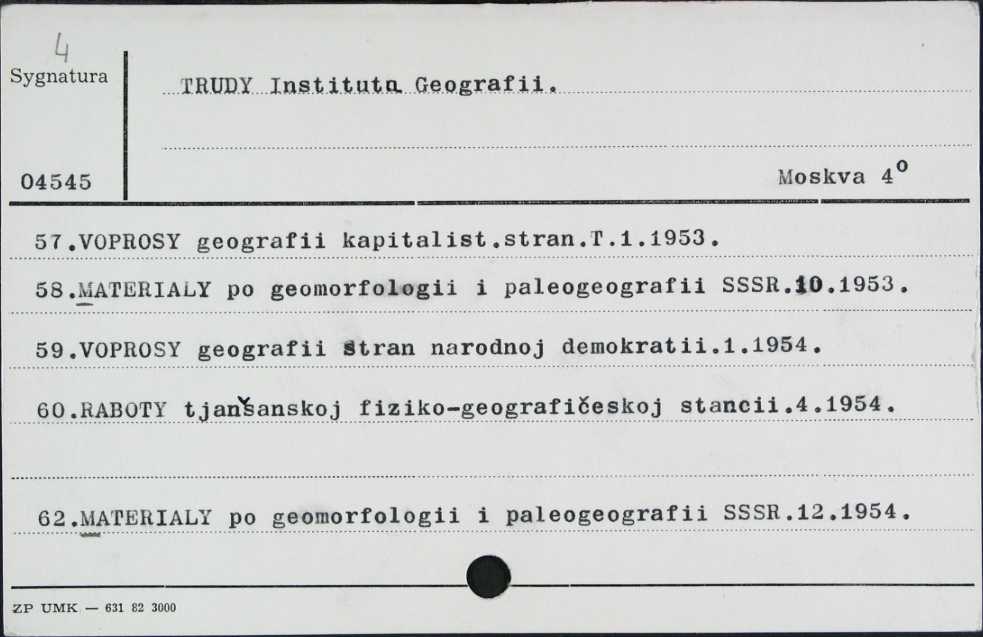 4
Sygnatura
TRUDY Instituta Geografii.
04545
Moskva 4º
57.VOPROSY geografii kapitalist.stran.T.1.1953.
58.MATERIALY po geomorfologii i paleogeografii SSSR.10.1953.
59.VOPROSY geografii stran narodnoj demokratii.1.1954.
60.RABOTY tjanšanskoj fiziko-geografičeskoj stancii.4.1954.
62.MATERIALY po geomorfologii i paleogeografii SSSR.12.1954.
ZP UMK — 631 82 3000